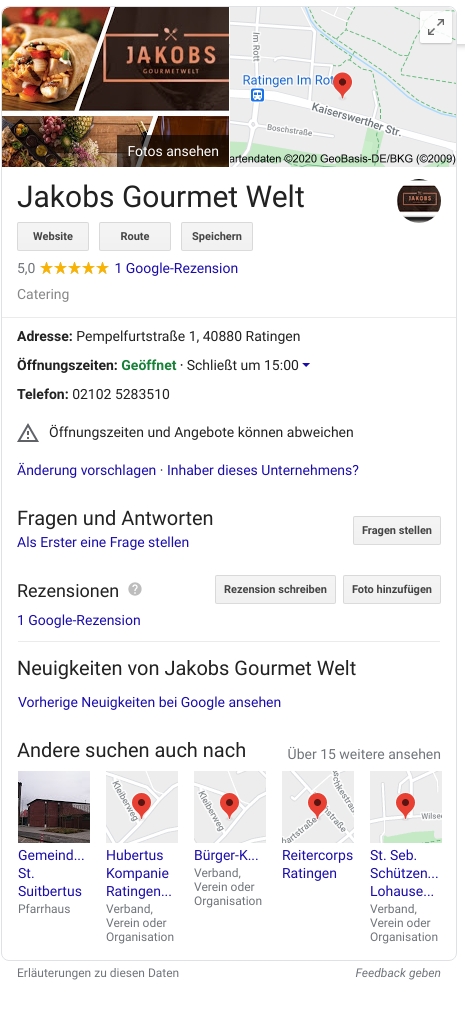 JAKOBS
GOURMETWELT
Fotos ansehen
Im Rott
Ratingen Im Rott
Kaiserswerther Str.
Boschstraße
artendaten ©2020 GeoBasis-DE/BKG (©2009)
Jakobs Gourmet Welt
JAKOBS
Website Route Speichern
5,0 1 Google-Rezension
Catering
Adresse: Pempelfurtstraße 1, 40880 Ratingen
Öffnungszeiten: Geöffnet · Schließt um 15:00
Telefon: 02102 5283510
Öffnungszeiten und Angebote können abweichen
Änderung vorschlagen · Inhaber dieses Unternehmens?
Fragen und Antworten
Fragen stellen
Als Erster eine Frage stellen
Rezensionen ?
Rezension schreiben Foto hinzufügen
1 Google-Rezension
Neuigkeiten von Jakobs Gourmet Welt
Vorherige Neuigkeiten bei Google ansehen
Andere suchen auch nach
Über 15 weitere ansehen
Kleiberweg
Kleiberweg
Gemeind...
St.
Suitbertus
Pfarrhaus
Hubertus
Kompanie
Ratingen...
Verband,
Verein oder
Organisation
Bürger-K...
Verband,
Verein oder
Organisation
Reitercorps
Ratingen
St. Seb.
Schützen...
Lohause...
Verband,
Verein oder
Organisation
Erläuterungen zu diesen Daten
Feedback geben